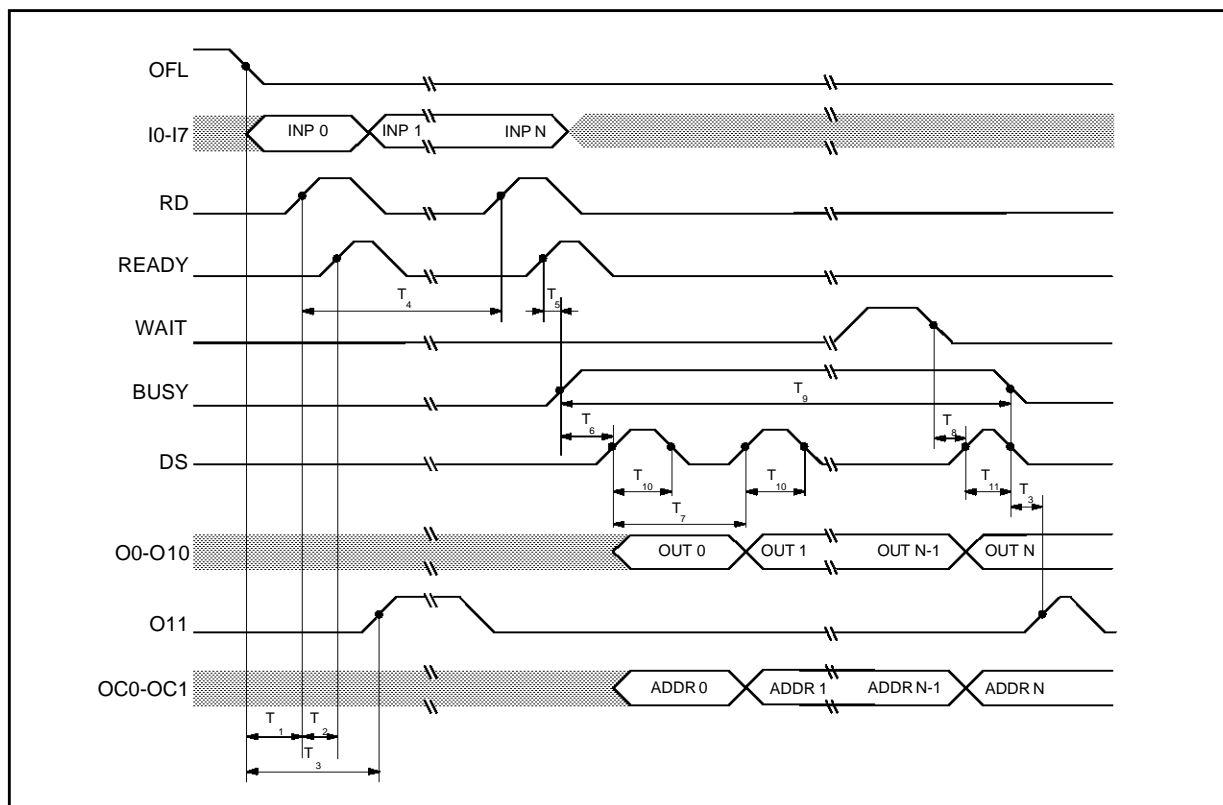 OFL
I0-I7 INP 0 INP 1 INP N
RD
READY
T4 T5
WAIT
BUSY
T9
T6 T8
DS
T10 T10 T11
T7 T3
O0-O10 OUT 0 OUT 1 OUT N-1 OUT N
O11
OC0-OC1 ADDR 0 ADDR 1 ADDR N-1 ADDR N
T1 T2
T3